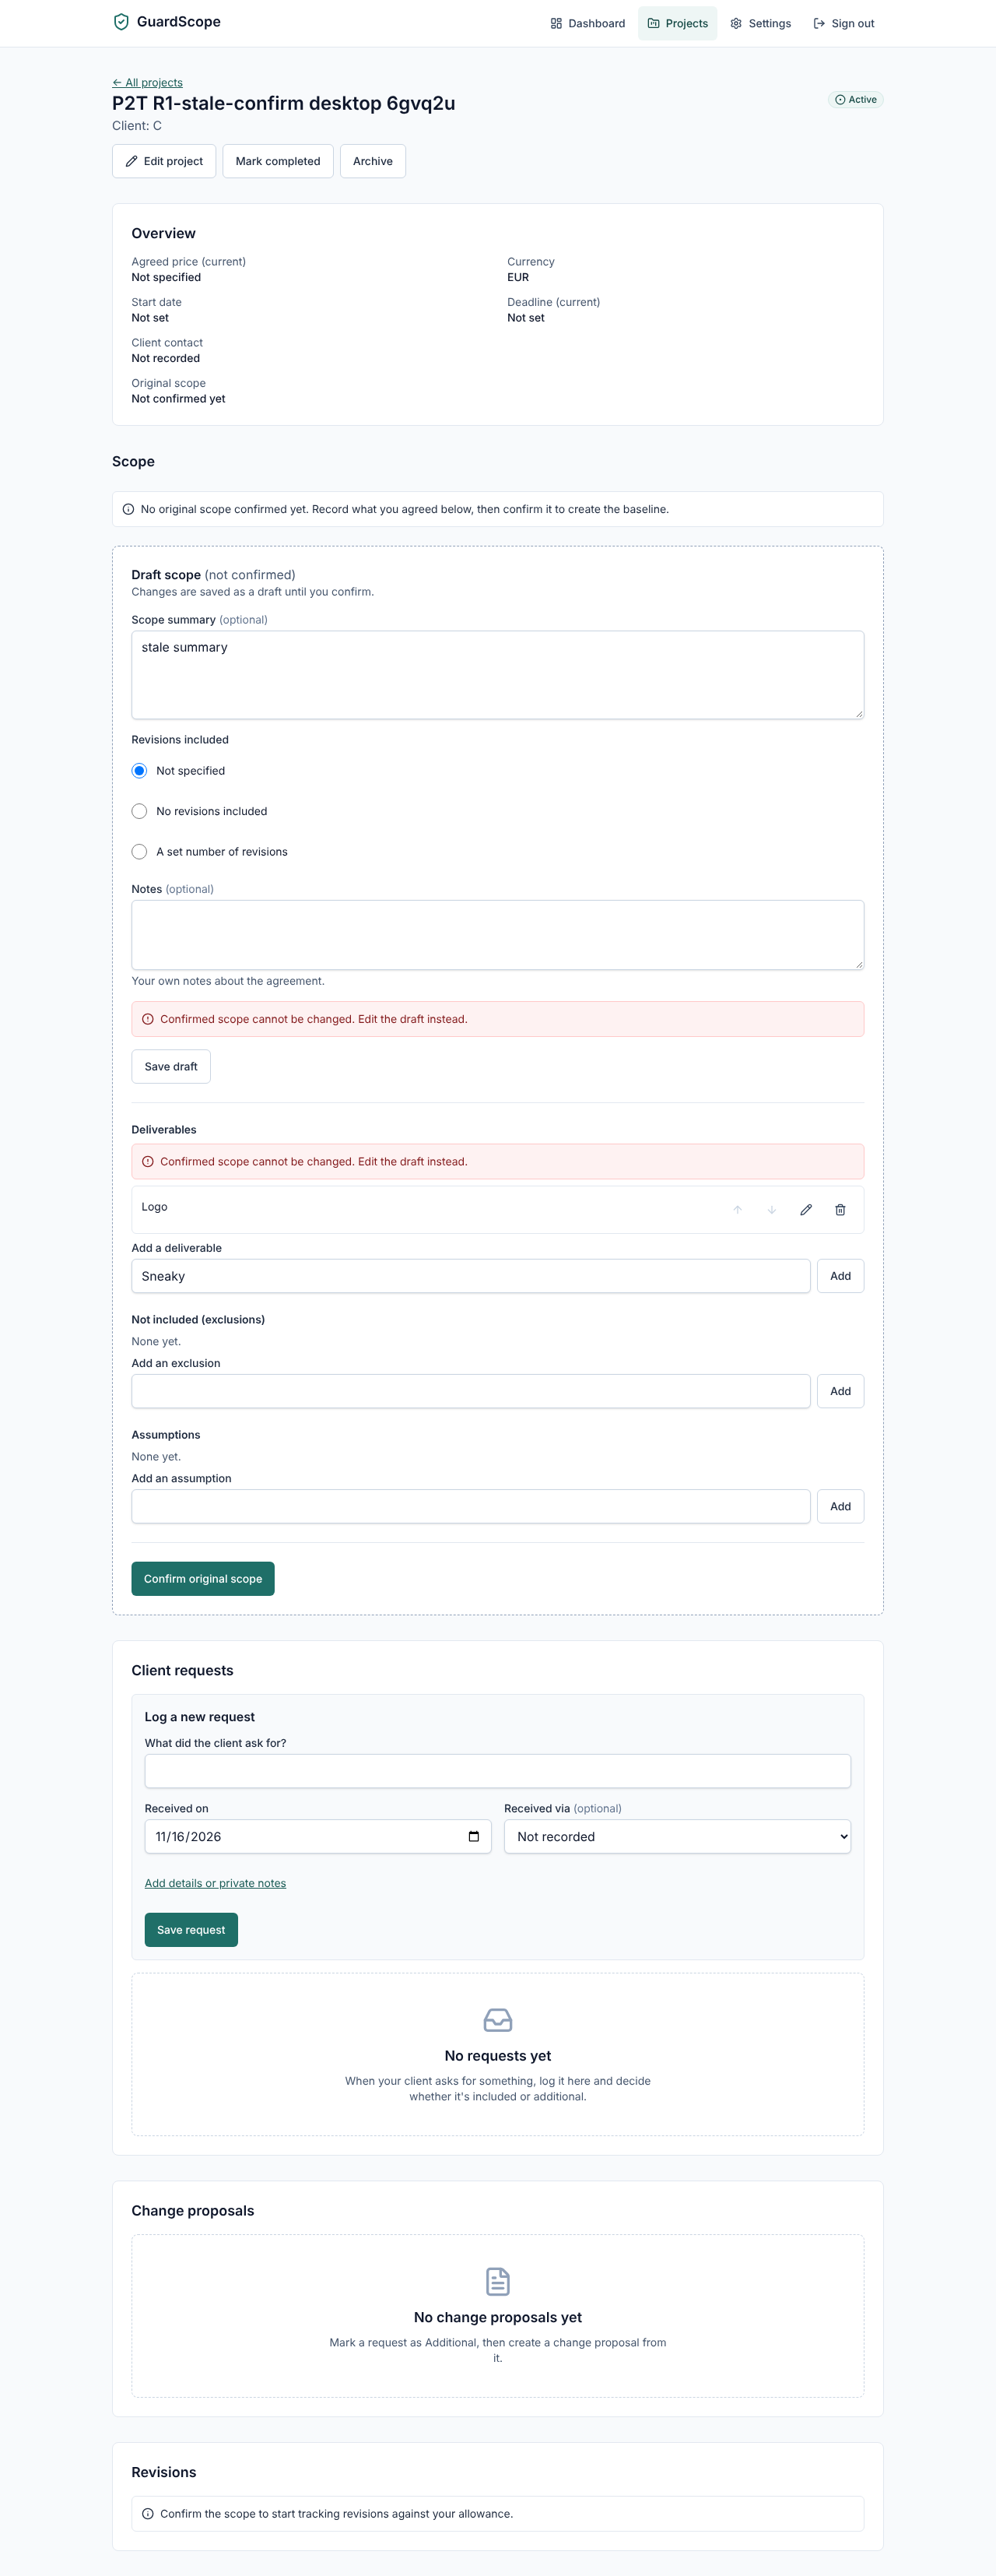 GuardScope
Dashboard
Projects
Settings
Sign out
← All projects
P2T R1-stale-confirm desktop 6gvq2u
Active
Client: C
Edit project
Mark completed
Archive
Overview
Agreed price (current)
Not specified
Currency
EUR
Start date
Not set
Deadline (current)
Not set
Client contact
Not recorded
Original scope
Not confirmed yet
Scope
No original scope confirmed yet. Record what you agreed below, then confirm it to create the baseline.
Draft scope (not confirmed)
Changes are saved as a draft until you confirm.
Scope summary (optional)
stale summary
Revisions included
Not specified
No revisions included
A set number of revisions
Notes (optional)
Your own notes about the agreement.
Confirmed scope cannot be changed. Edit the draft instead.
Save draft
Deliverables
Confirmed scope cannot be changed. Edit the draft instead.
Logo
Add a deliverable
Sneaky
Add
Not included (exclusions)
None yet.
Add an exclusion
Add
Assumptions
None yet.
Add an assumption
Add
Confirm original scope
Client requests
Log a new request
What did the client ask for?
Received on
Received via (optional)
11/16/2026
Not recorded
Add details or private notes
Save request
No requests yet
When your client asks for something, log it here and decide
whether it's included or additional.
Change proposals
No change proposals yet
Mark a request as Additional, then create a change proposal from
it.
Revisions
Confirm the scope to start tracking revisions against your allowance.